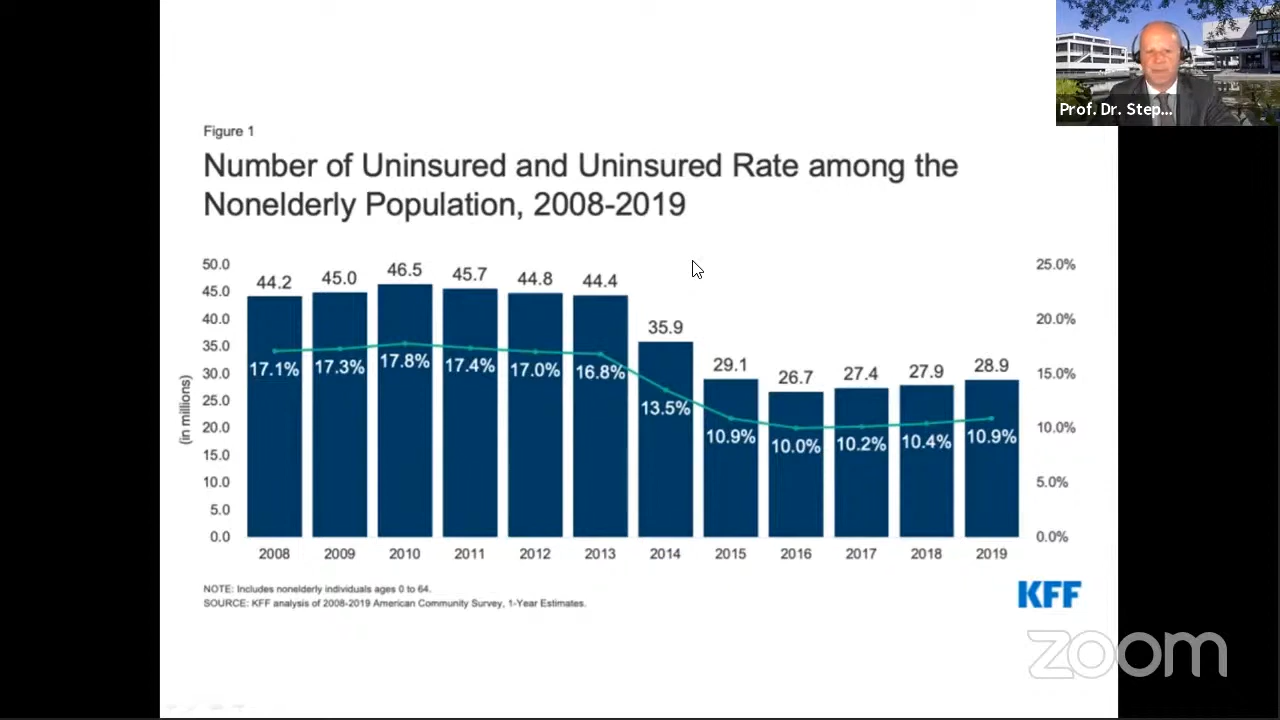 Prof. Dr. Step...
Figure 1
Number of Uninsured and Uninsured Rate among the
Nonelderly Population, 2008-2019
50.0
45.0
40.0
35.0
30.0
25.0
20.0
15.0
10.0
5.0
0.0
(in millions)
44.2 45.0 46.5 45.7 44.8 44.4 35.9 29.1 26.7 27.4 27.9 28.9
17.1% 17.3% 17.8% 17.4% 17.0% 16.8% 13.5% 10.9% 10.0% 10.2% 10.4% 10.9%
25.0%
20.0%
15.0%
10.0%
5.0%
0.0%
2008 2009 2010 2011 2012 2013 2014 2015 2016 2017 2018 2019
NOTE: Includes nonelderly individuals ages 0 to 64.
SOURCE: KFF analysis of 2008-2019 American Community Survey, 1-Year Estimates.
KFF
zoom